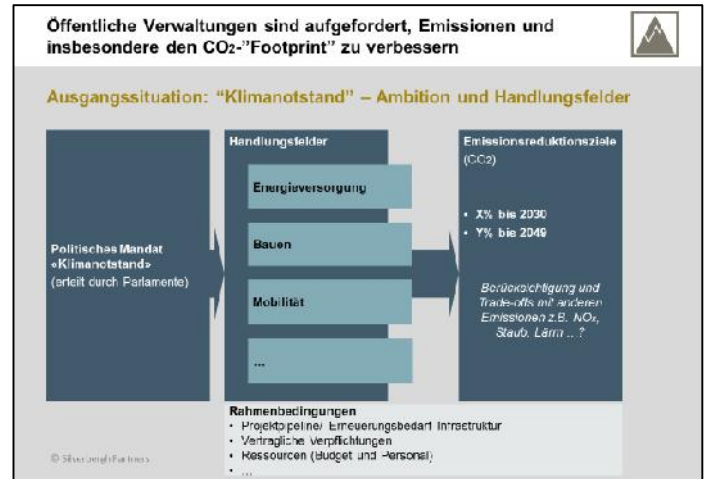 Öffentliche Verwaltungen sind aufgefordert, Emissionen und
insbesondere den CO2-"Footprint" zu verbessern
Ausgangssituation: "Klimanotstand" – Ambition und Handlungsfelder
Politisches Mandat
«Klimanotstand»
(erteilt durch Parlamente)
Handlungsfelder
Energieversorgung
Bauen
Mobilität
...
Emissionsreduktionsziele
(CO2)
• X% bis 2030
• Y% bis 2049
Berücksichtigung und
Trade-offs mit anderen
Emissionen z.B. NOx,
Staub, Lärm ...?
Rahmenbedingungen
• Projektpipeline/ Erneuerungsbedarf Infrastruktur
• Vertragliche Verpflichtungen
• Ressourcen (Budget und Personal)
• ...
© Silverbergh Partners